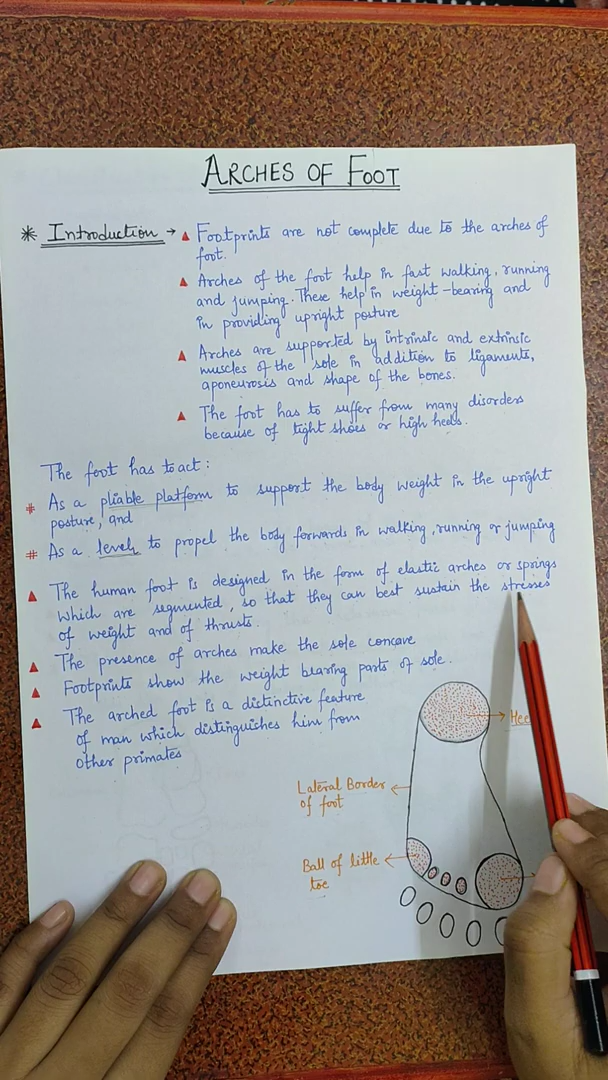 ARCHES OF FOOT
* Introduction → ▲ Footprints are not complete due to the arches of
foot.
▲ Arches of the foot help in fast walking, running
and jumping. These help in weight-bearing and
in providing upright posture
▲ Arches are supported by intrinsic and extrinsic
muscles of the sole in addition to ligaments,
aponeurosis and shape of the bones.
▲ The foot has to suffer from many disorders
because of tight shoes or high heels.
The foot has to act:
# As a pliable platform to support the body weight in the upright
posture, and
# As a levels to propel the body forwards in walking, running or jumping
▲ The human foot is designed in the form of elastic arches or springs
which are segmented, so that they can best sustain the stresses
of weight and of thrusts.
▲ The presence of arches make the sole concave
▲ Footprints show the weight bearing parts of sole.
▲ The arched foot is a distinctive feature
of man which distinguishes him from
other primates
Hee
Lateral Border
of foot
Ball of little
toe